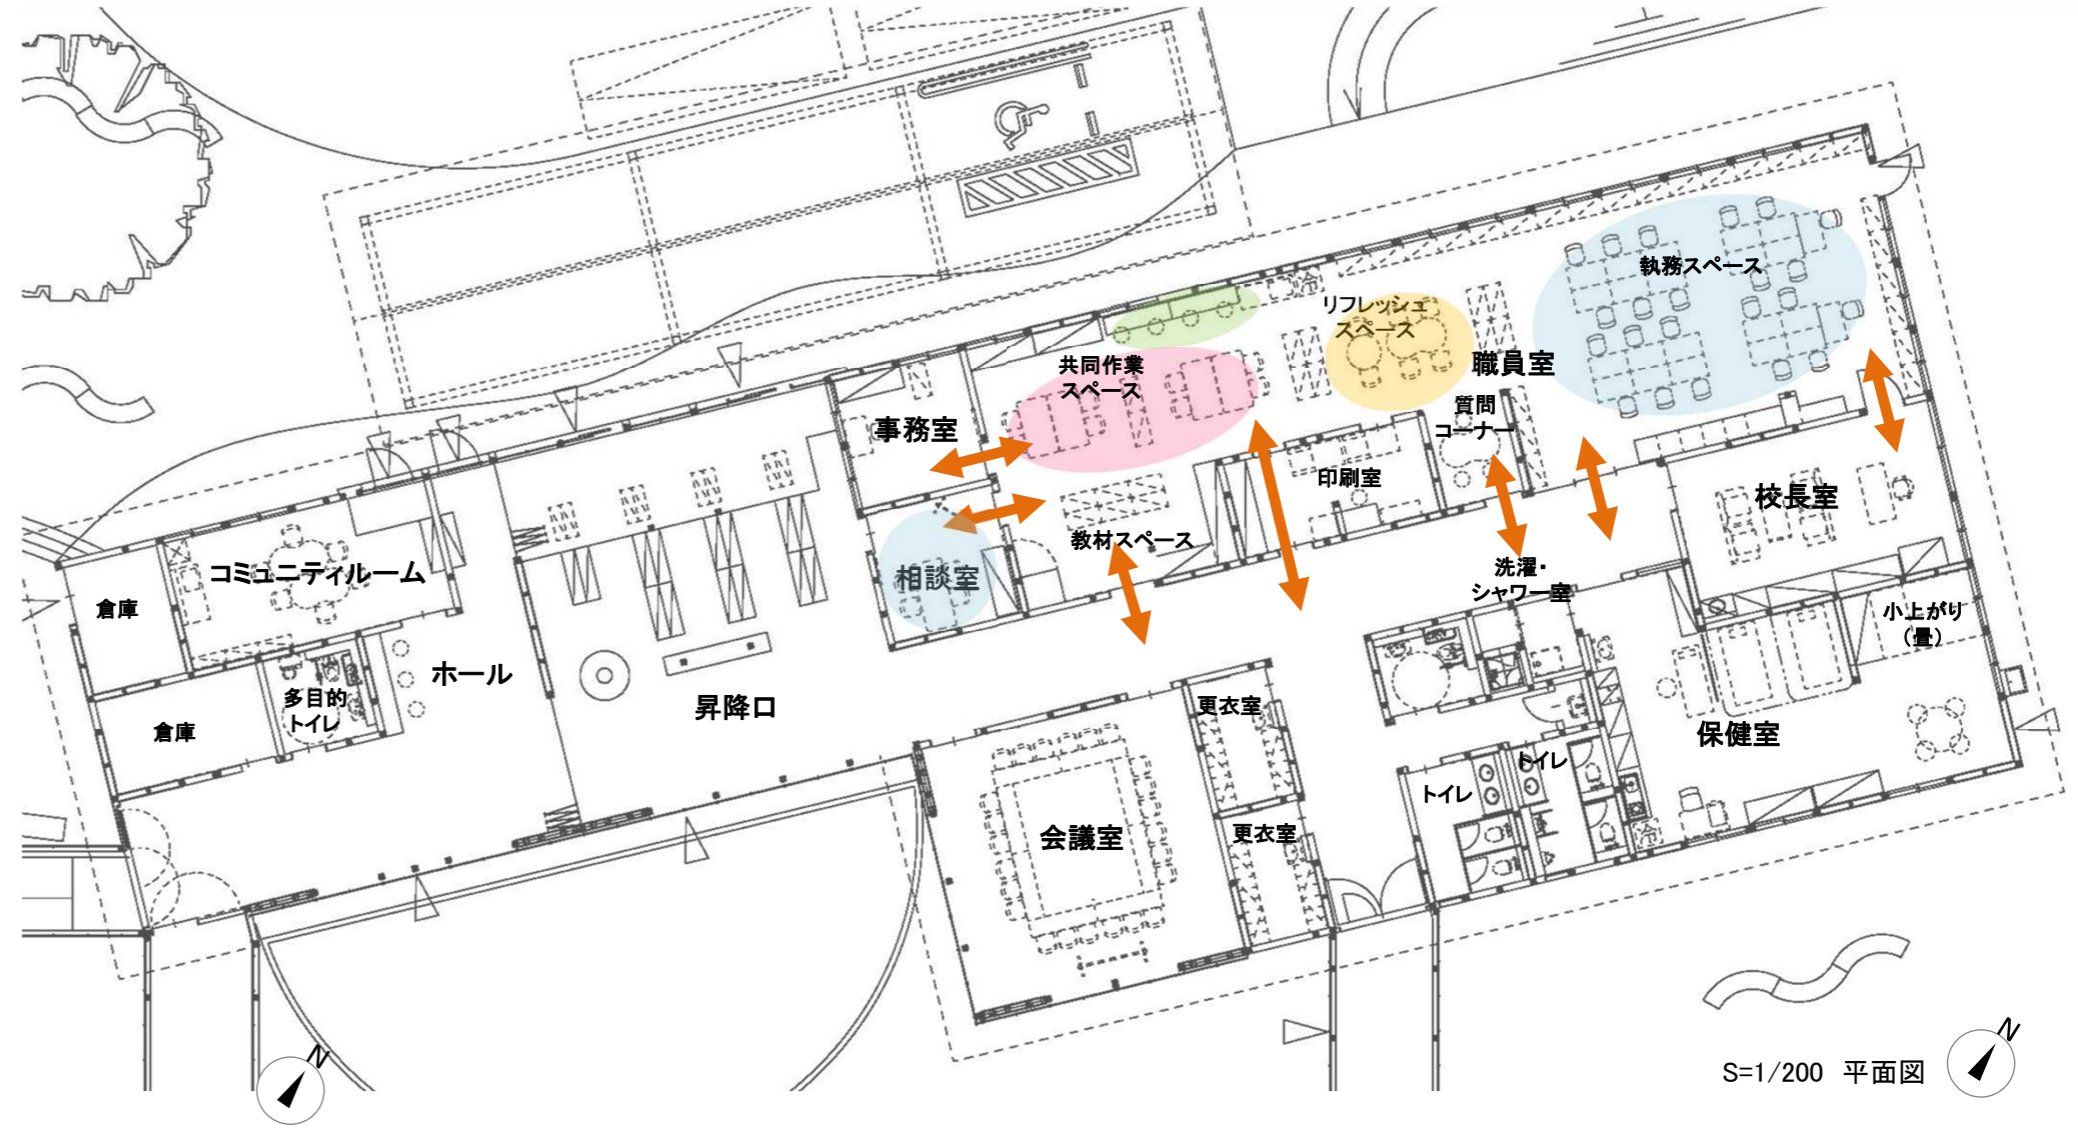 執務スペース
リフレッシュ
スペース
職員室
共同作業
スペース
質問
コーナー
事務室
印刷室
校長室
教材スペース
相談室
洗濯・
シャワー室
コミュニティルーム
倉庫
小上がり
（畳）
ホール
多目的
トイレ
昇降口
更衣室
倉庫
保健室
トイレ
トイレ
会議室
更衣室
冷
冷
N
N
S=1/200 平面図